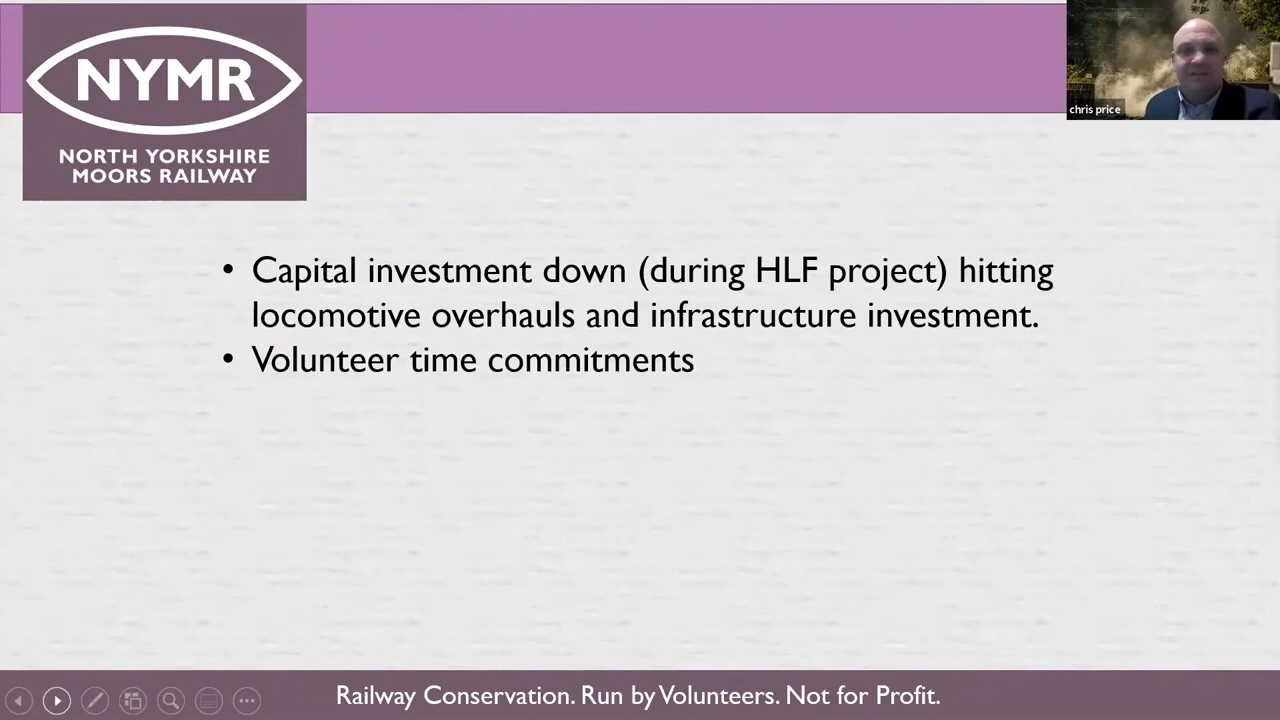 NYMR
NORTH YORKSHIRE
MOORS RAILWAY
chris price
• Capital investment down (during HLF project) hitting
locomotive overhauls and infrastructure investment.
• Volunteer time commitments
Railway Conservation. Run by Volunteers. Not for Profit.